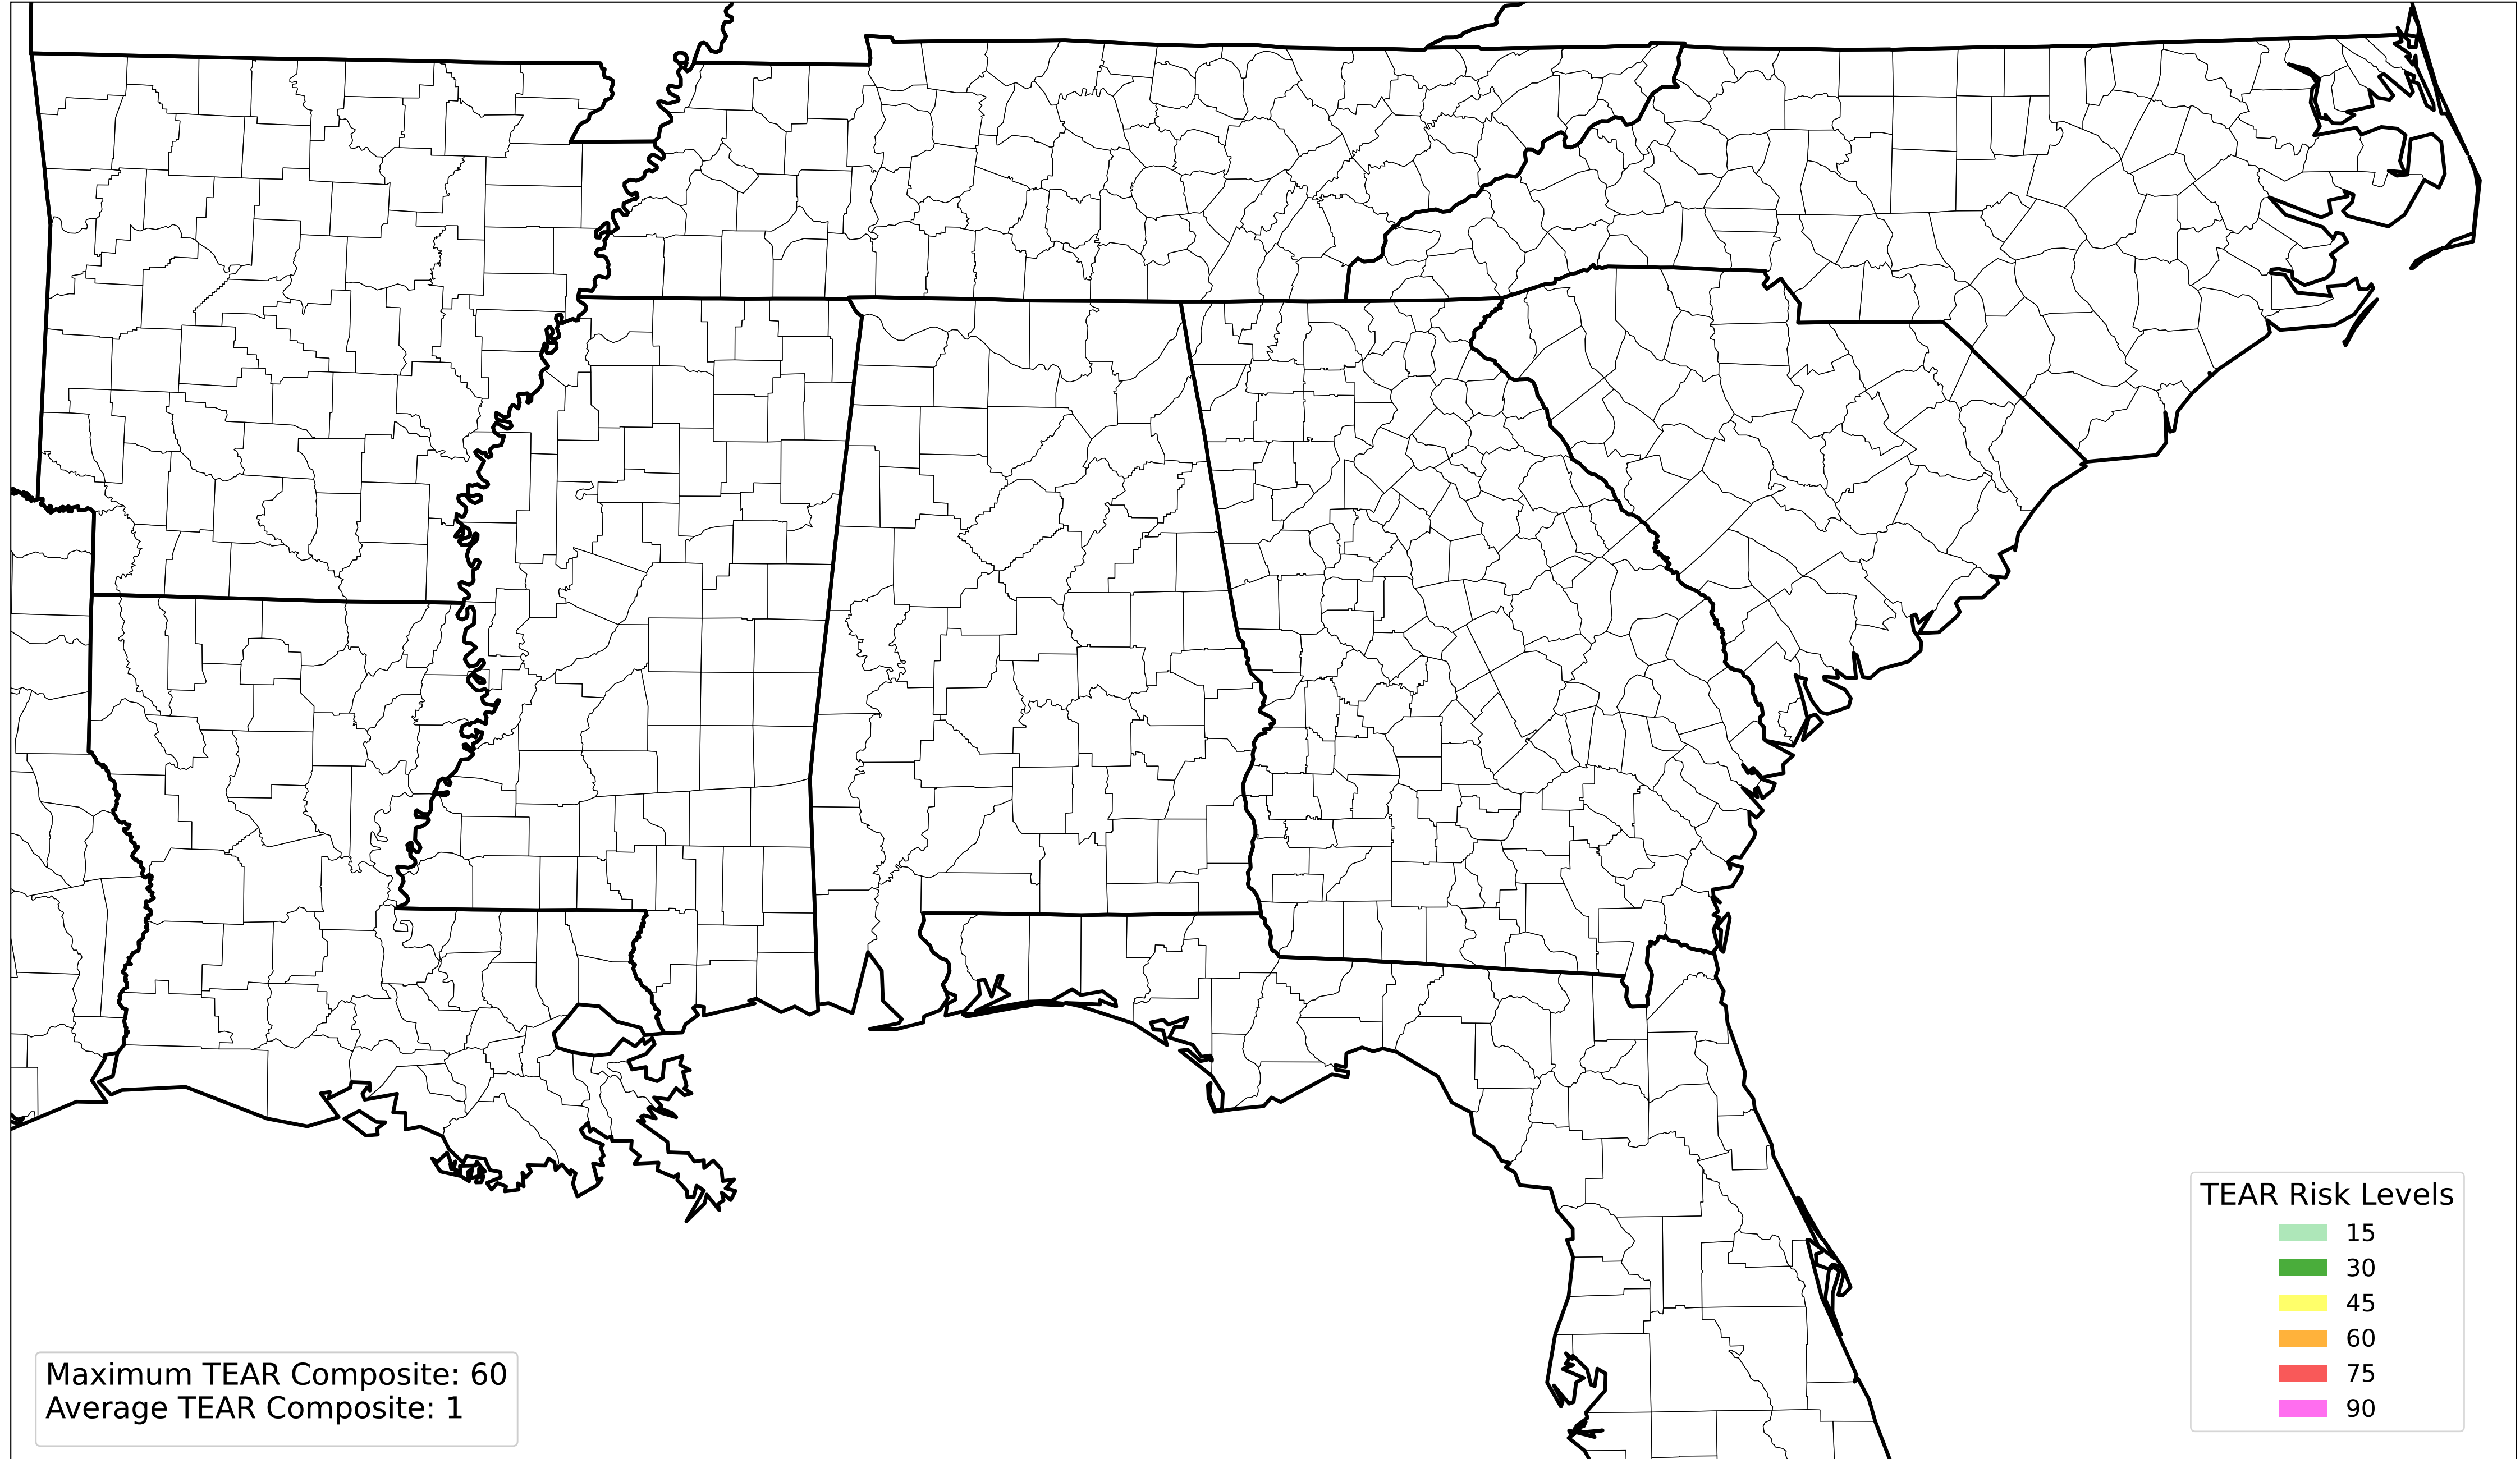 TEAR Risk Levels
15
30
45
60
75
90
Maximum TEAR Composite: 60
Average TEAR Composite: 1